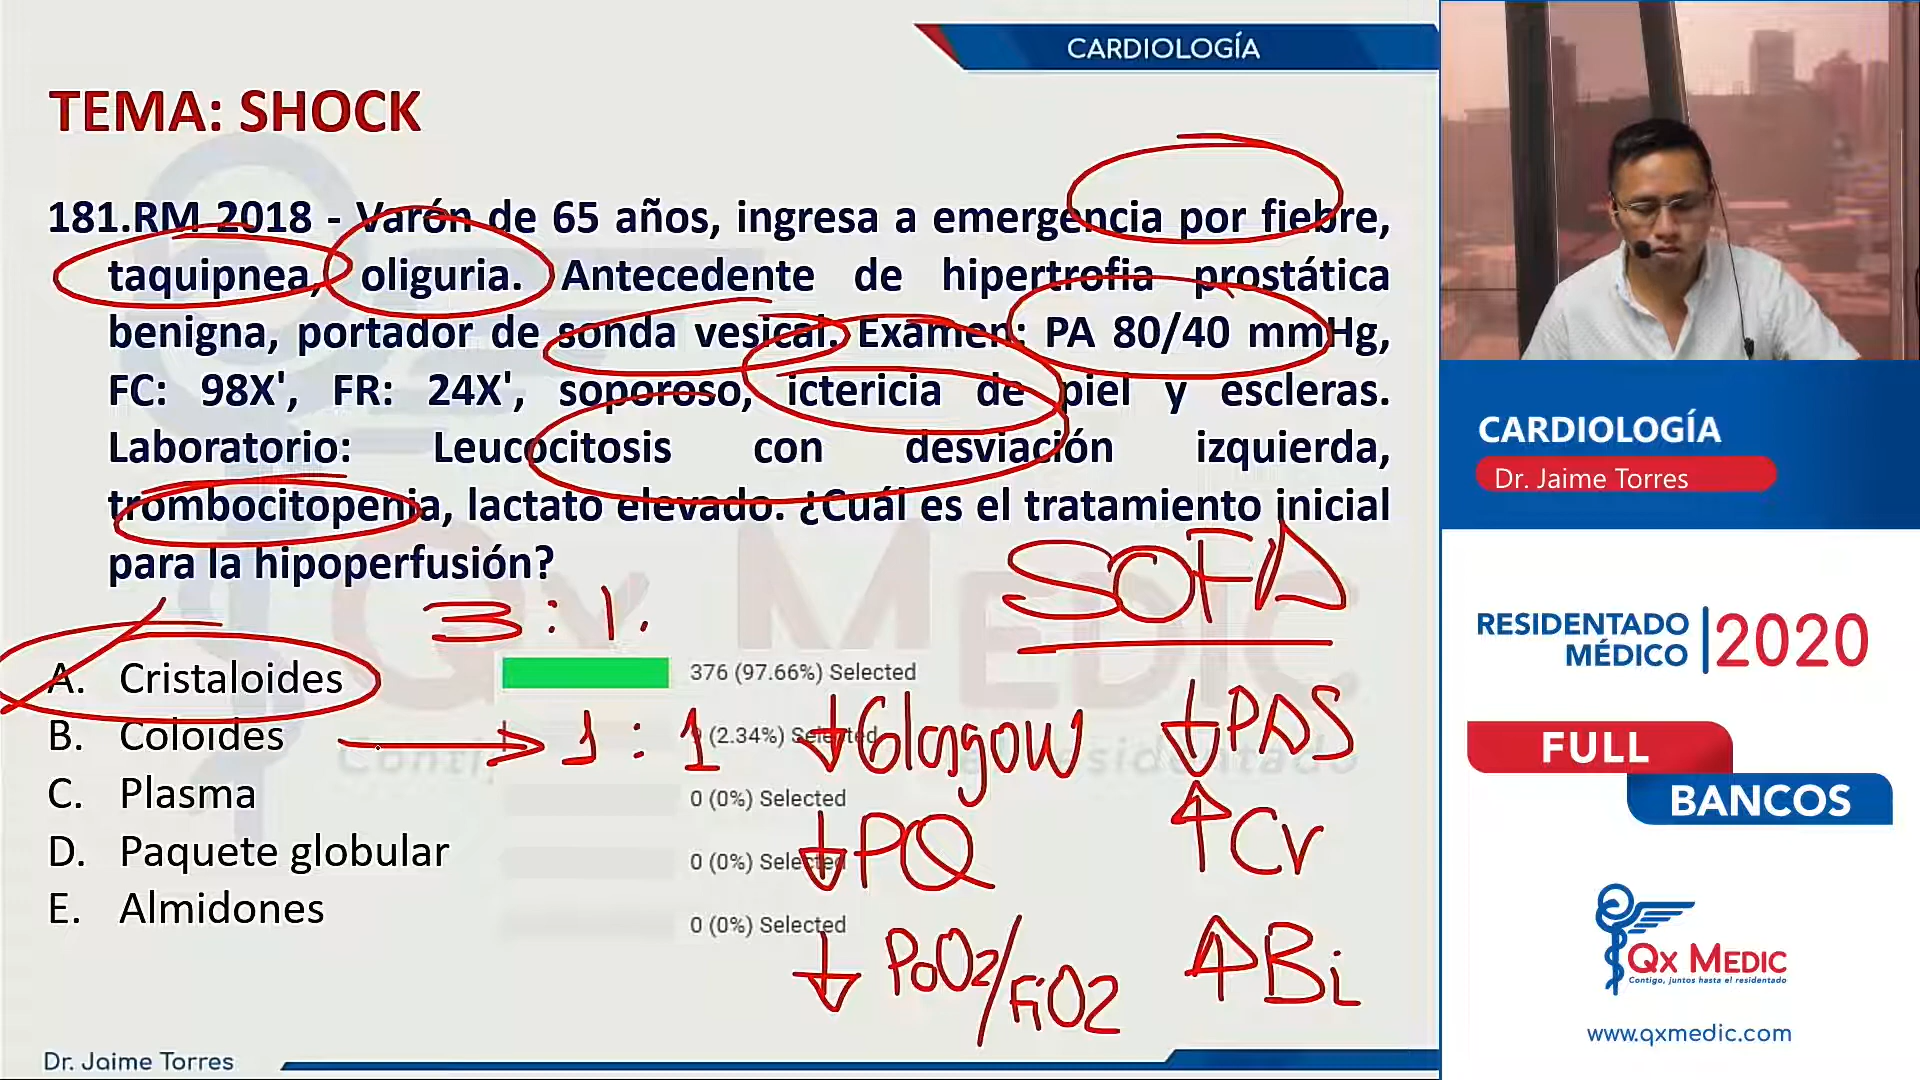 CARDIOLOGÍA
TEMA: SHOCK
181.RM 2018 - Varón de 65 años, ingresa a emergencia por fiebre,
taquipnea, oliguria. Antecedente de hipertrofia prostática
benigna, portador de sonda vesical. Examen: PA 80/40 mmHg,
FC: 98X', FR: 24X', soporoso, ictericia de piel y escleras.
Laboratorio: Leucocitosis con desviación izquierda,
trombocitopenia, lactato elevado. ¿Cuál es el tratamiento inicial
para la hipoperfusión?
SOFA
3 : 1.
A. Cristaloides
376 (97.66%) Selected
B. Coloides
1 : 1
(2.34%) Selected
↓Glasgow ↓PAS
C. Plasma
0 (0%) Selected
↓PQ ↑Cr
D. Paquete globular
0 (0%) Selected
E. Almidones
0 (0%) Selected
↓ PaO2/FiO2 ↑Bi
Dr. Jaime Torres
CARDIOLOGÍA
Dr. Jaime Torres
RESIDENTADO
MÉDICO 2020
FULL
BANCOS
QX MEDIC
Contigo, juntos hasta el residentado
www.qxmedic.com